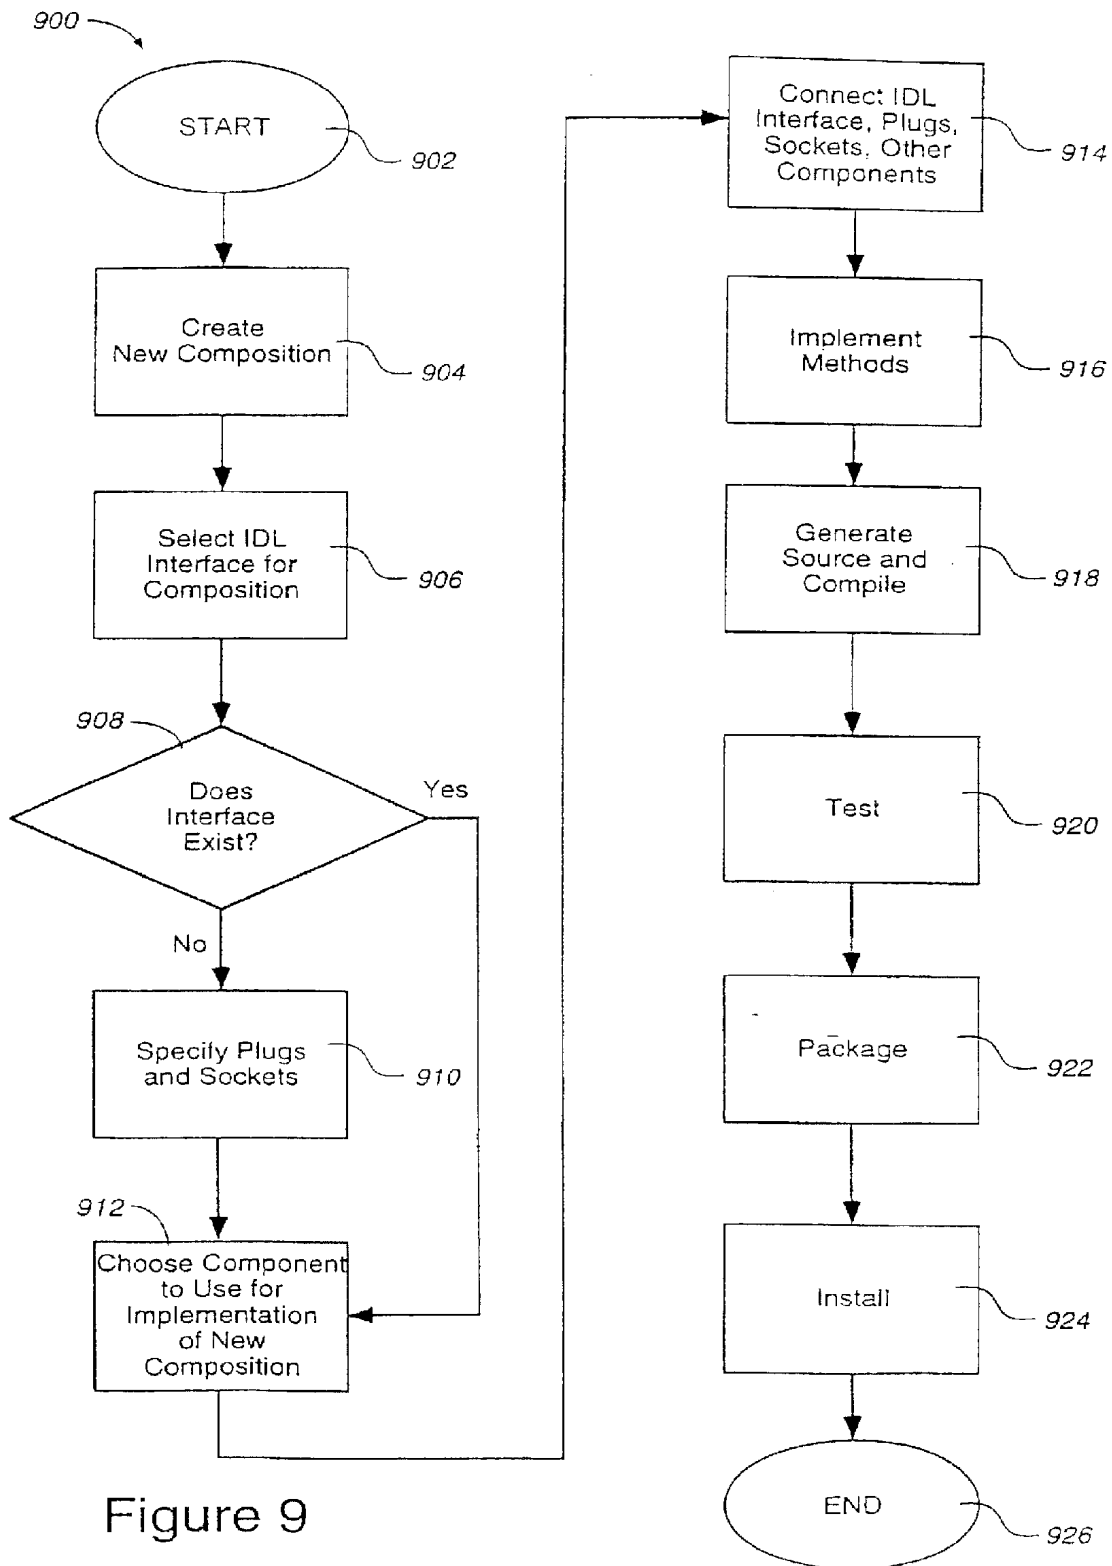 900
START
902
Create
New Composition
904
Select IDL
Interface for
Composition
906
908
Does
Interface
Exist?
Yes
No
Specify Plugs
and Sockets
910
912
Choose Component
to Use for
Implementation
of New
Composition
Connect IDL
Interface, Plugs,
Sockets, Other
Components
914
Implement
Methods
916
Generate
Source and
Compile
918
Test
920
Package
922
Install
924
END
926
Figure 9